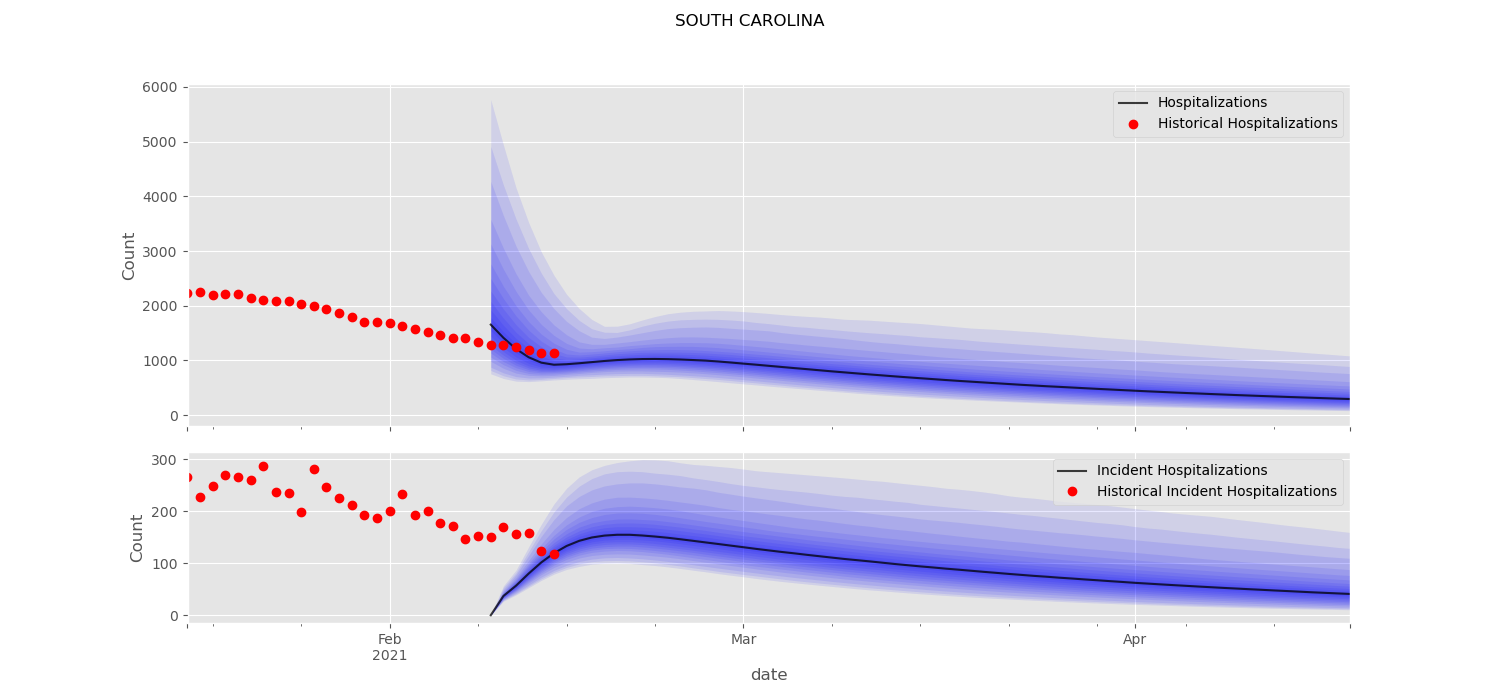 SOUTH CAROLINA
6000
5000
4000
3000
2000
1000
0
Count
Hospitalizations
Historical Hospitalizations
300
200
100
0
Count
Incident Hospitalizations
Historical Incident Hospitalizations
Feb
2021
Mar
Apr
date